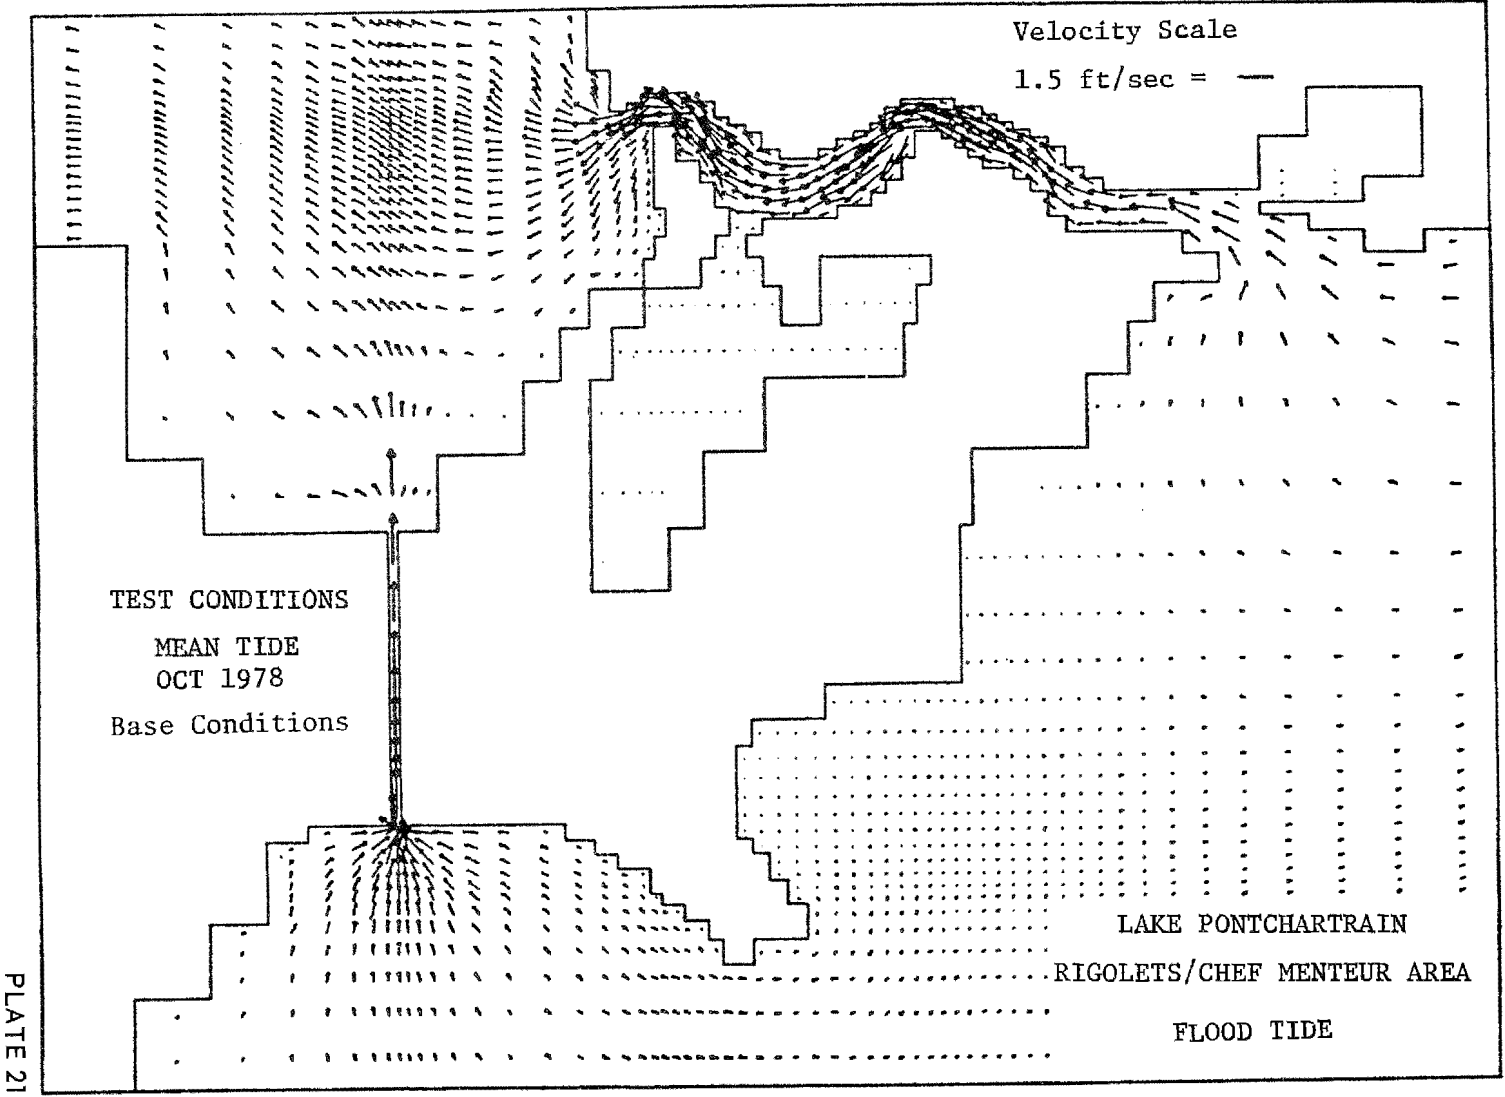 Velocity Scale
1.5 ft/sec =
TEST CONDITIONS
MEAN TIDE
OCT 1978
Base Conditions
LAKE PONTCHARTRAIN
RIGOLETS/CHEF MENTEUR AREA
FLOOD TIDE
PLATE 21